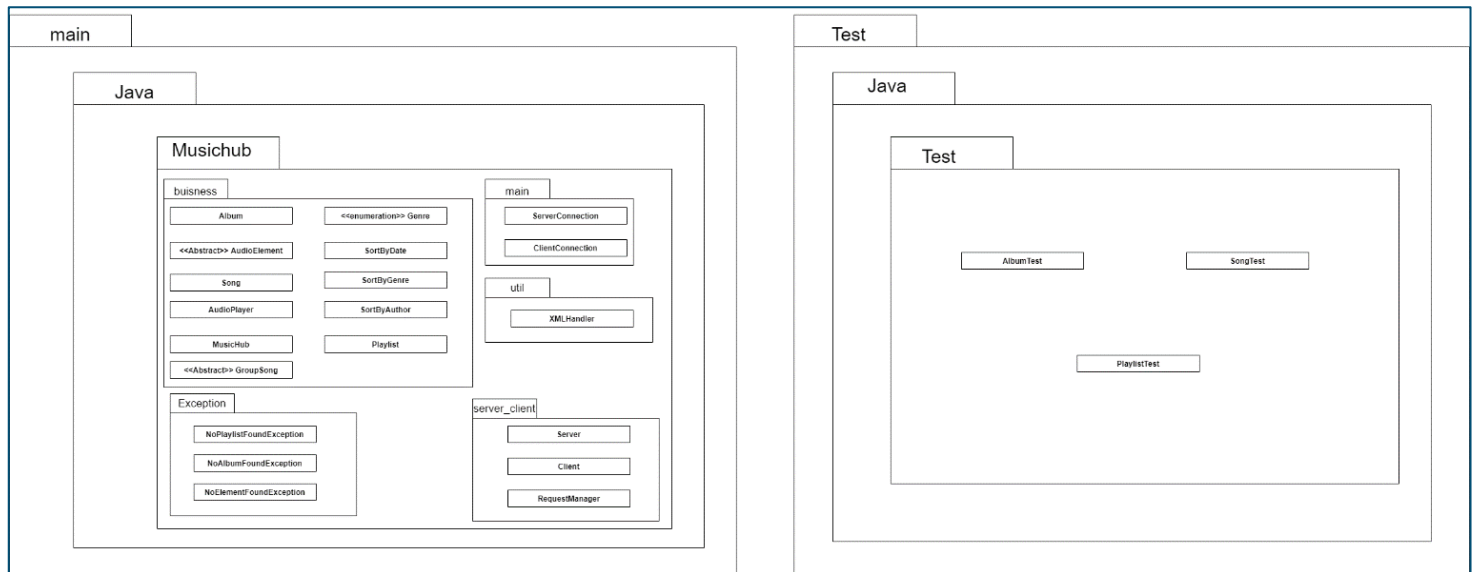 main
Java
Musichub
buisness
Album
<<enumeration>> Genre
<<Abstract>> AudioElement
SortByDate
Song
SortByGenre
AudioPlayer
SortByAuthor
MusicHub
Playlist
<<Abstract>> GroupSong
main
ServerConnection
ClientConnection
util
XMLHandler
Exception
NoPlaylistFoundException
NoAlbumFoundException
NoElementFoundException
server_client
Server
Client
RequestManager
Test
Java
Test
AlbumTest
SongTest
PlaylistTest